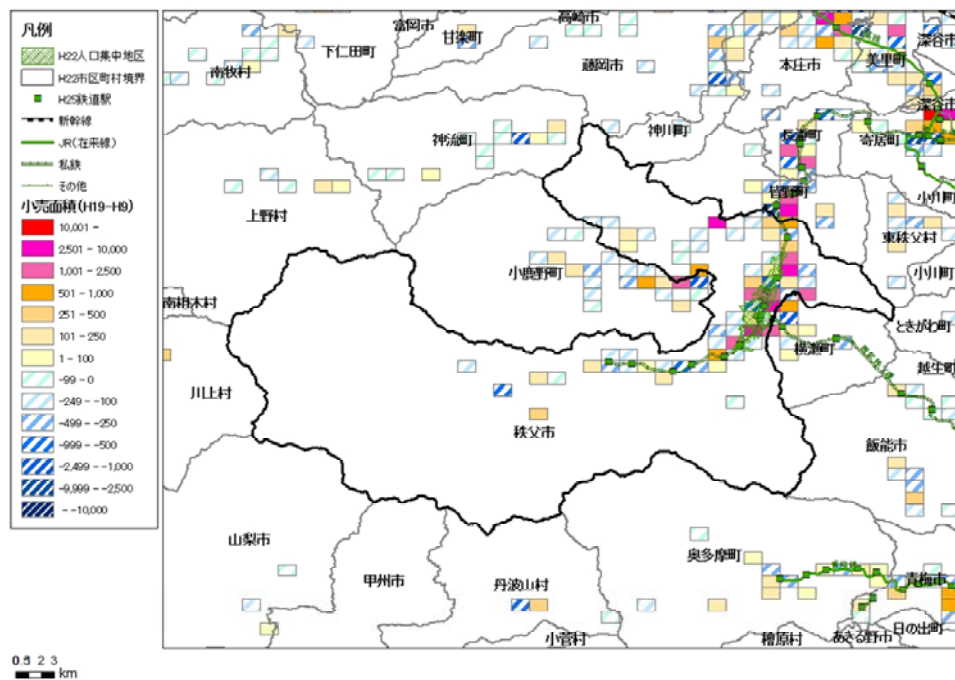 凡例
H22人口集中地区
H22市区町村境界
H25鉄道駅
新幹線
JR(在来線)
私鉄
その他
小売面積(H19-H9)
10,001 -
2,501 - 10,000
1,001 - 2,500
501 - 1,000
251 - 500
101 - 250
1 - 100
-99 - 0
-249 - -100
-499 - -250
-999 - -500
-2,499 - -1,000
-9,999 - -2,500
- -10,000
富岡市
高崎市
甘楽町
下仁田町
南牧村
藤岡市
本庄市
深谷市
美里町
深谷市
神流町
神川町
長瀞町
寄居町
上野村
皆野町
小川町
東秩父村
小鹿野町
小川町
南相木村
ときがわ町
横瀬町
越生町
川上村
秩父市
飯能市
山梨市
奥多摩町
甲州市
丹波山村
青梅市
日の出町
小菅村
檜原村
あきる野市
2 3
km